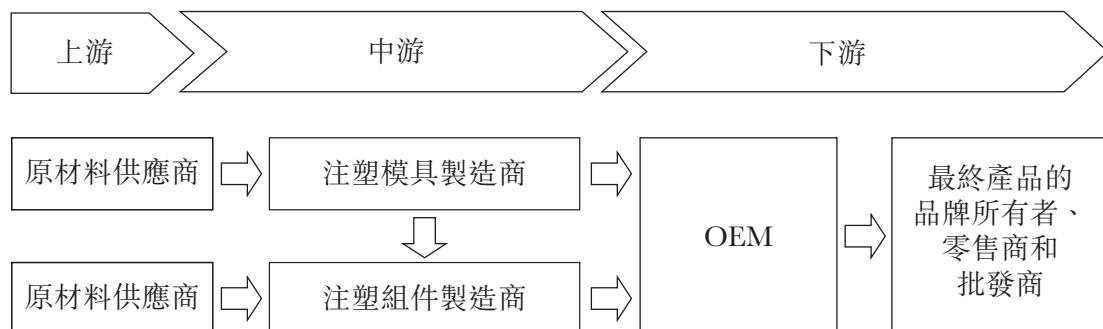 上游
中游
下游
原材料供應商
注塑模具製造商
OEM
最終產品的
品牌所有者、
零售商和
批發商
原材料供應商
注塑組件製造商